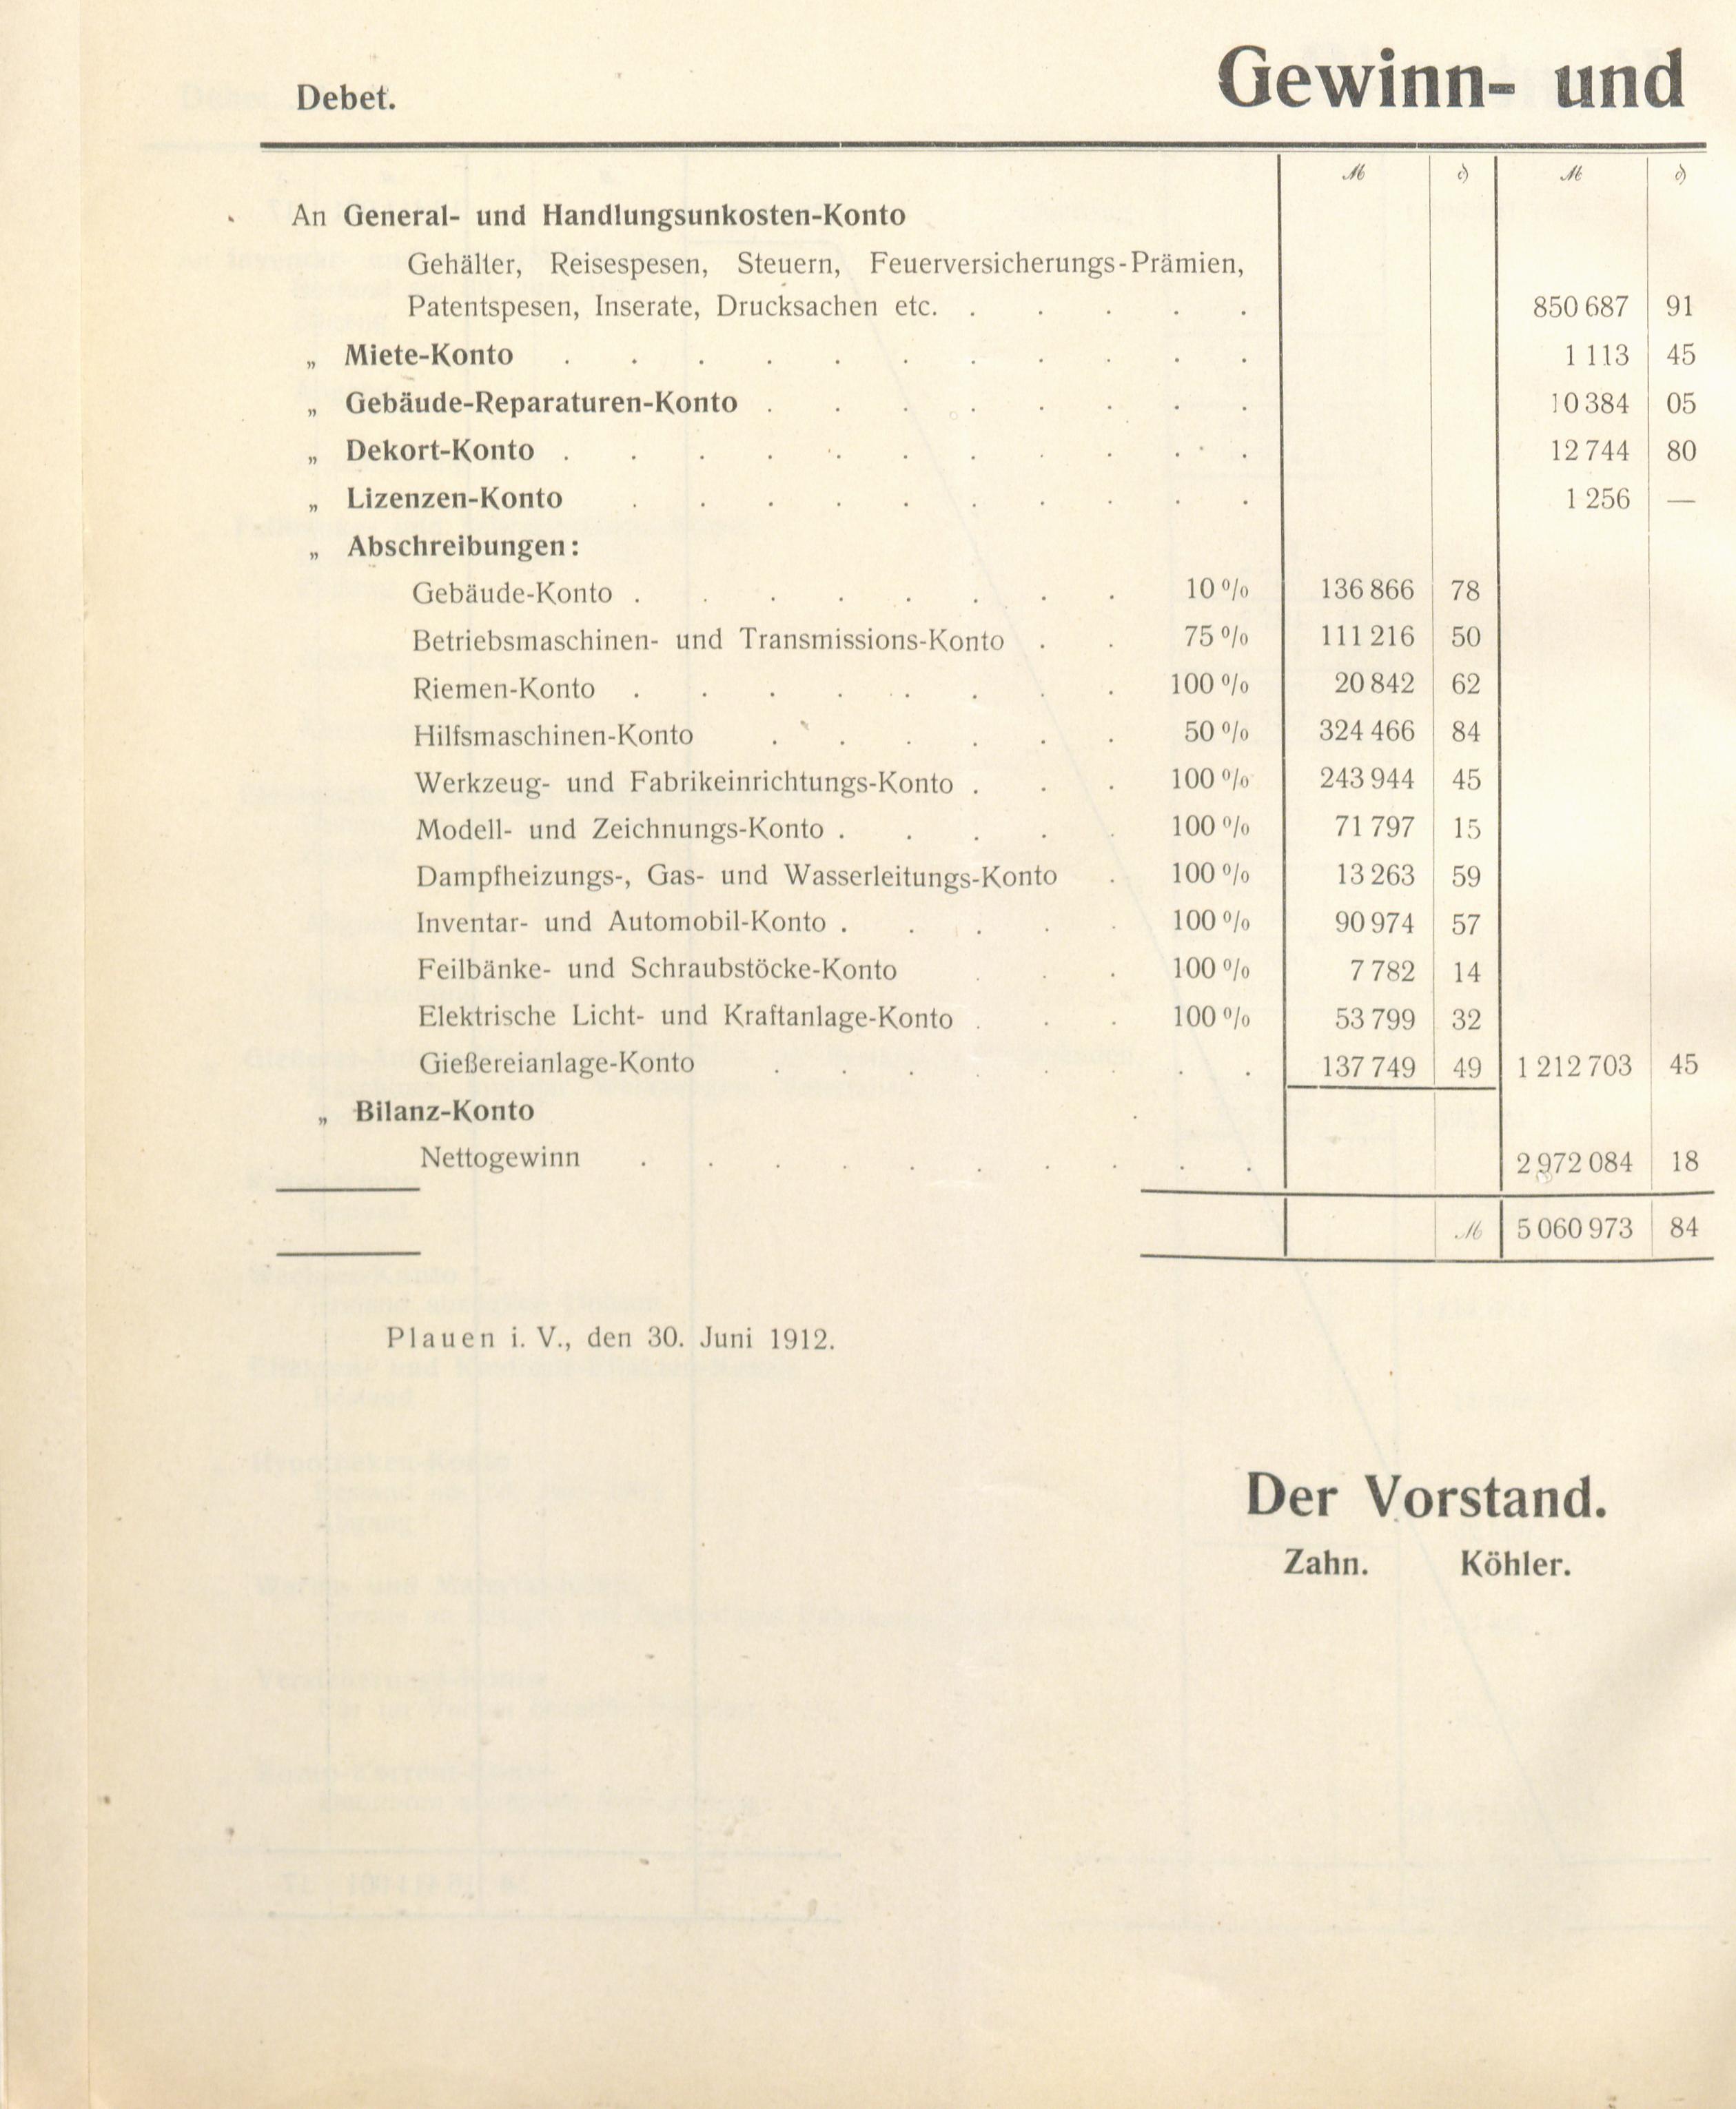 Debet.
Gewinn- und
ℳ ₰ ℳ ₰
An General- und Handlungsunkosten-Konto
Gehälter, Reisespesen, Steuern, Feuerversicherungs-Prämien,
Patentspesen, Inserate, Drucksachen etc. . . . . . 850 687 91
„ Miete-Konto . . . . . . . . . . . 1 113 45
„ Gebäude-Reparaturen-Konto . . . . . . . . 10 384 05
„ Dekort-Konto . . . . . . . . . . . 12 744 80
„ Lizenzen-Konto . . . . . . . . . . 1 256 —
„ Abschreibungen:
Gebäude-Konto . . . . . . . . 10 % 136 866 78
Betriebsmaschinen- und Transmissions-Konto . . 75 % 111 216 50
Riemen-Konto . . . . . . . . 100 % 20 842 62
Hilfsmaschinen-Konto . . . . . . 50 % 324 466 84
Werkzeug- und Fabrikeinrichtungs-Konto . . . 100 % 243 944 45
Modell- und Zeichnungs-Konto . . . . . 100 % 71 797 15
Dampfheizungs-, Gas- und Wasserleitungs-Konto . 100 % 13 263 59
Inventar- und Automobil-Konto . . . . . 100 % 90 974 57
Feilbänke- und Schraubstöcke-Konto . . . 100 % 7 782 14
Elektrische Licht- und Kraftanlage-Konto . . . 100 % 53 799 32
Gießereianlage-Konto . . . . . . . . 137 749 49 1 212 703 45
„ Bilanz-Konto .
Nettogewinn . . . . . . . . . . 2 972 084 18
ℳ 5 060 973 84
Plauen i. V., den 30. Juni 1912.
Der Vorstand.
Zahn. Köhler.